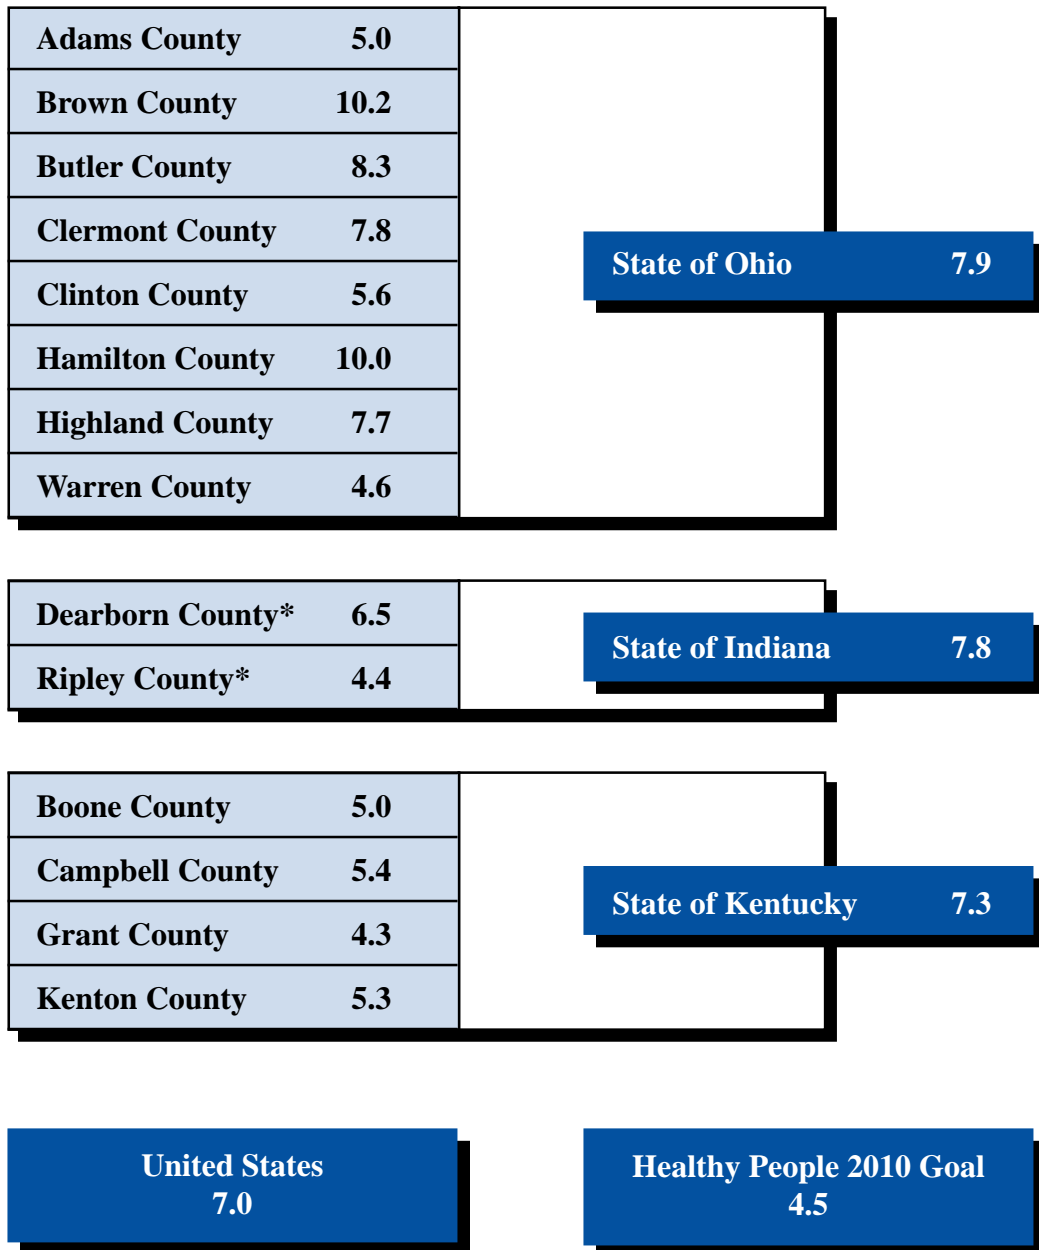 Adams County 5.0
Brown County 10.2
Butler County 8.3
Clermont County 7.8
Clinton County 5.6
Hamilton County 10.0
Highland County 7.7
Warren County 4.6
State of Ohio 7.9
Dearborn County* 6.5
Ripley County* 4.4
State of Indiana 7.8
Boone County 5.0
Campbell County 5.4
Grant County 4.3
Kenton County 5.3
State of Kentucky 7.3
United States
7.0
Healthy People 2010 Goal
4.5